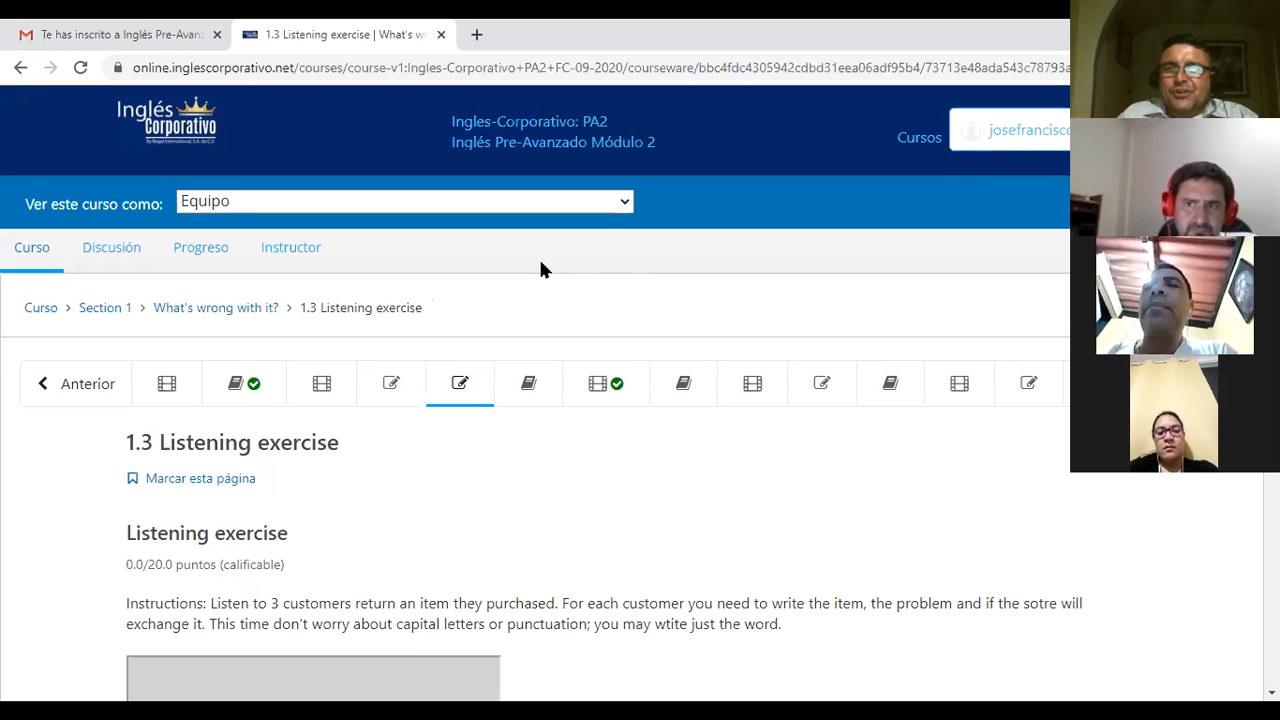 Te has inscrito a Inglés Pre-Avan
1.3 Listening exercise | What's wr
online.inglescorporativo.net/courses/course-v1:Ingles-Corporativo+PA2+FC-09-2020/courseware/bbc4fdc4305942cdbd31eea06adf95b4/73713e48ada543c78793a
Inglés
Corporativo
By Regal International, S.A. de C.V.
Ingles-Corporativo: PA2
Inglés Pre-Avanzado Módulo 2
Cursos
josefrancisco
Ver este curso como:
Equipo
Curso
Discusión
Progreso
Instructor
Curso > Section 1 > What's wrong with it? > 1.3 Listening exercise
Anterior
1.3 Listening exercise
Marcar esta página
Listening exercise
0.0/20.0 puntos (calificable)
Instructions: Listen to 3 customers return an item they purchased. For each customer you need to write the item, the problem and if the sotre will
exchange it. This time don't worry about capital letters or punctuation; you may wtite just the word.